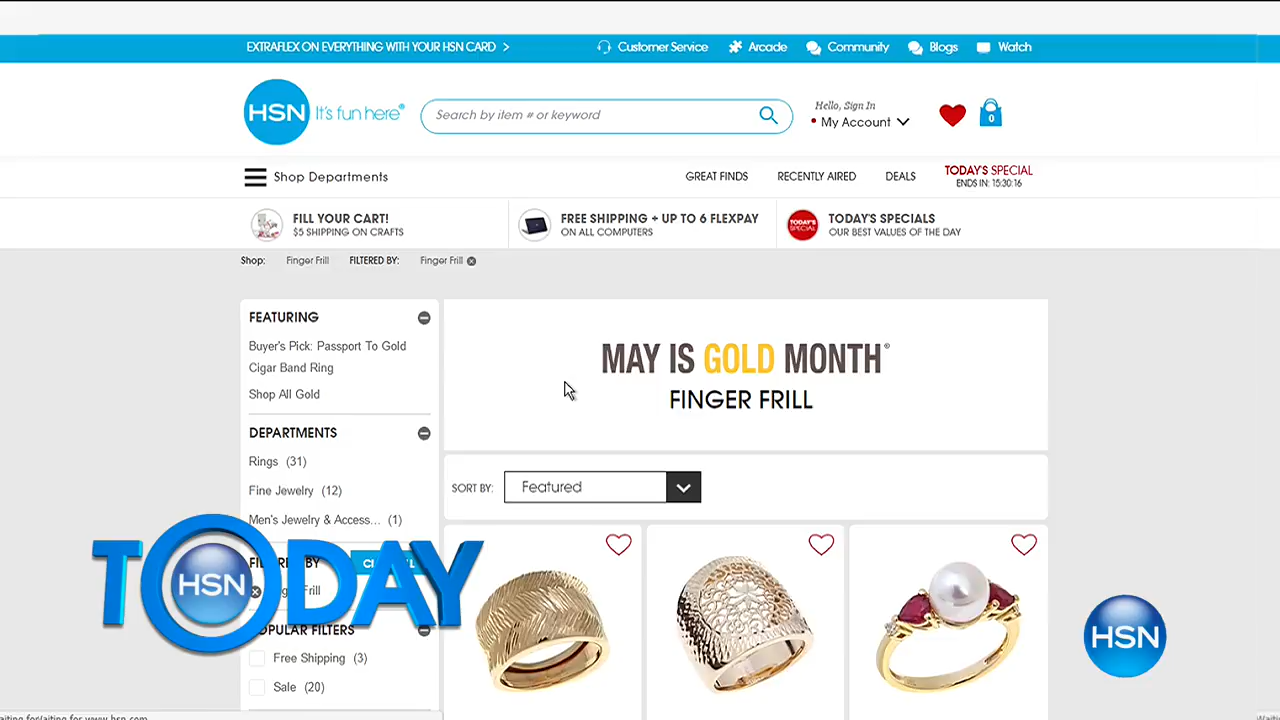 EXTRAFLEX ON EVERYTHING WITH YOUR HSN CARD >
Customer Service
Arcade
Community
Blogs
Watch
HSN It's fun here®
Search by item # or keyword
Hello, Sign In
My Account
0
Shop Departments
GREAT FINDS
RECENTLY AIRED
DEALS
TODAY'S SPECIAL
ENDS IN: 15:30:16
FILL YOUR CART!
$5 SHIPPING ON CRAFTS
FREE SHIPPING + UP TO 6 FLEXPAY
ON ALL COMPUTERS
TODAY'S SPECIAL
TODAY'S SPECIALS
OUR BEST VALUES OF THE DAY
Shop: Finger Frill FILTERED BY: Finger Frill
FEATURING
Buyer's Pick: Passport To Gold
Cigar Band Ring
Shop All Gold
DEPARTMENTS
Rings (31)
Fine Jewelry (12)
Men's Jewelry & Access... (1)
POPULAR FILTERS
Free Shipping (3)
Sale (20)
MAY IS GOLD MONTH®
FINGER FRILL
SORT BY: Featured
TODAY
HSN
HSN